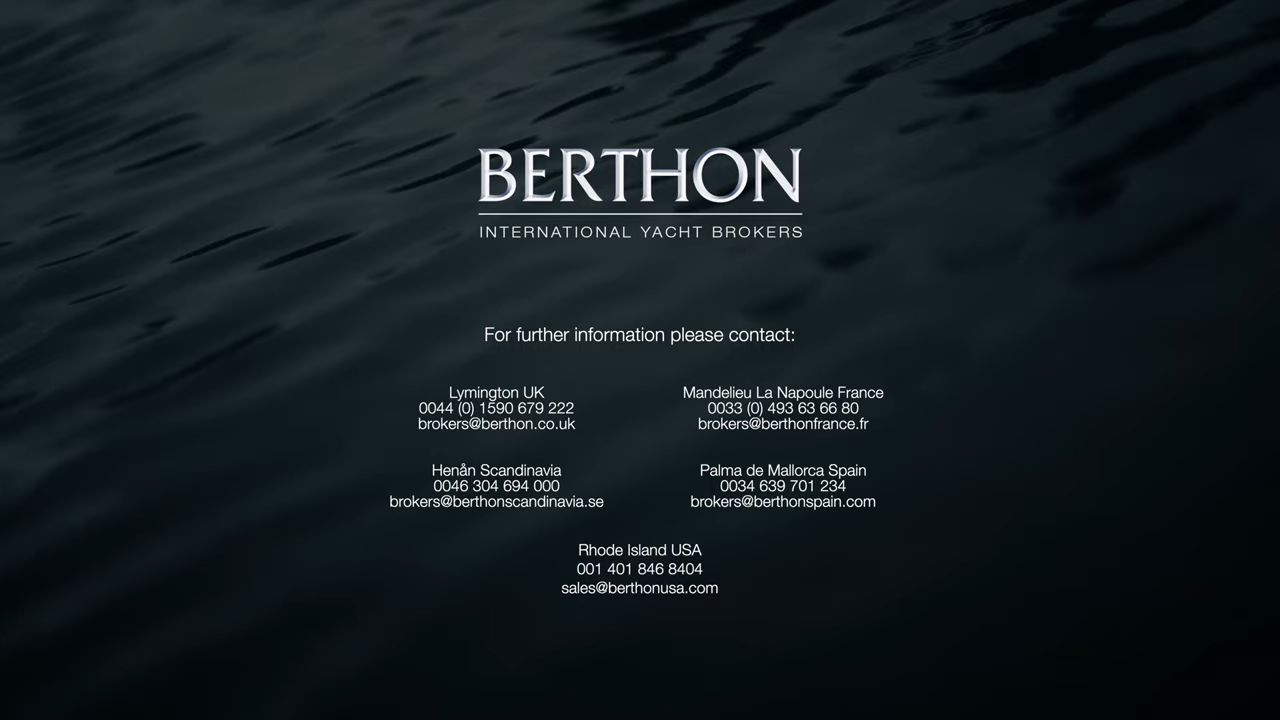 BERTHON
INTERNATIONAL YACHT BROKERS
For further information please contact:
Lymington UK
0044 (0) 1590 679 222
brokers@berthon.co.uk
Mandelieu La Napoule France
0033 (0) 493 63 66 80
brokers@berthonfrance.fr
Henån Scandinavia
0046 304 694 000
brokers@berthonscandinavia.se
Palma de Mallorca Spain
0034 639 701 234
brokers@berthonspain.com
Rhode Island USA
001 401 846 8404
sales@berthonusa.com